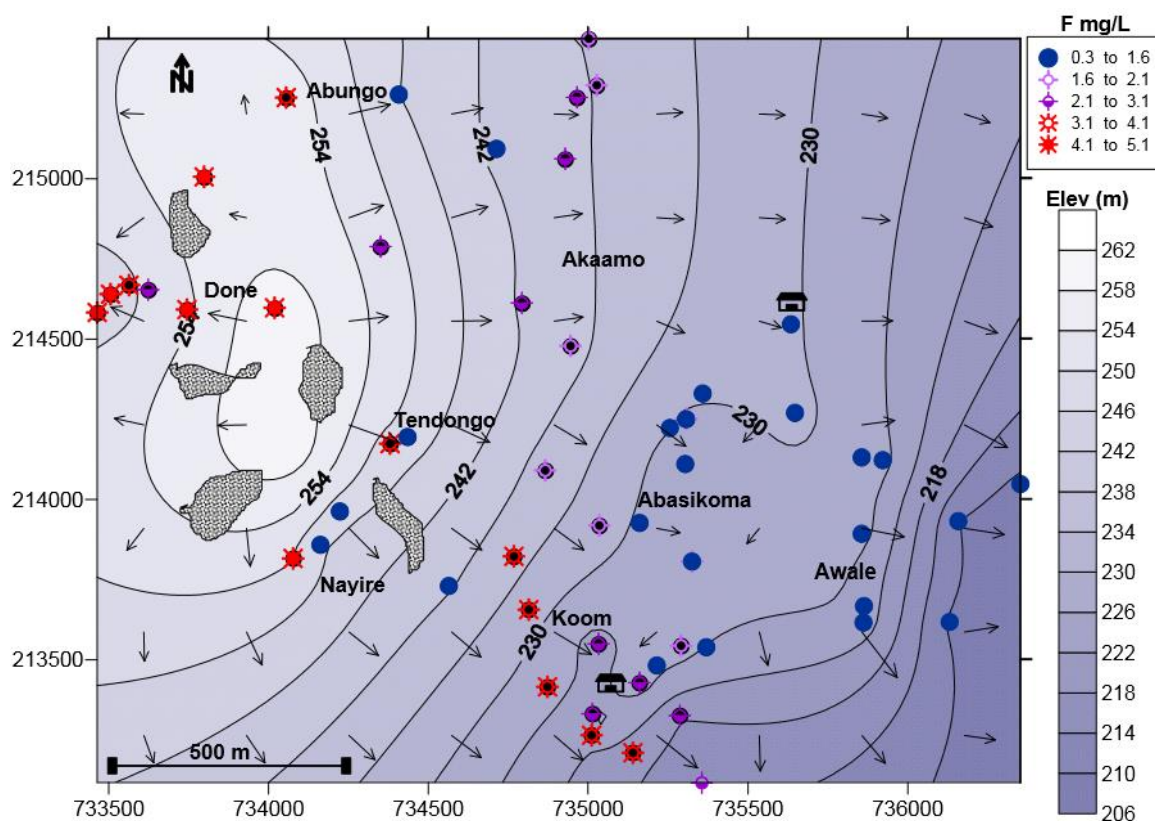 F mg/L
0.3 to 1.6
1.6 to 2.1
2.1 to 3.1
3.1 to 4.1
4.1 to 5.1
N
Abungo
254
242
230
215000
Elev (m)
262
258
254
250
246
242
238
234
230
226
222
218
214
210
206
Akaamo
Done
254
214500
Tendongo
230
254
242
218
214000
Abasikoma
Nayire
Awale
Koom
230
213500
500 m
733500 734000 734500 735000 735500 736000